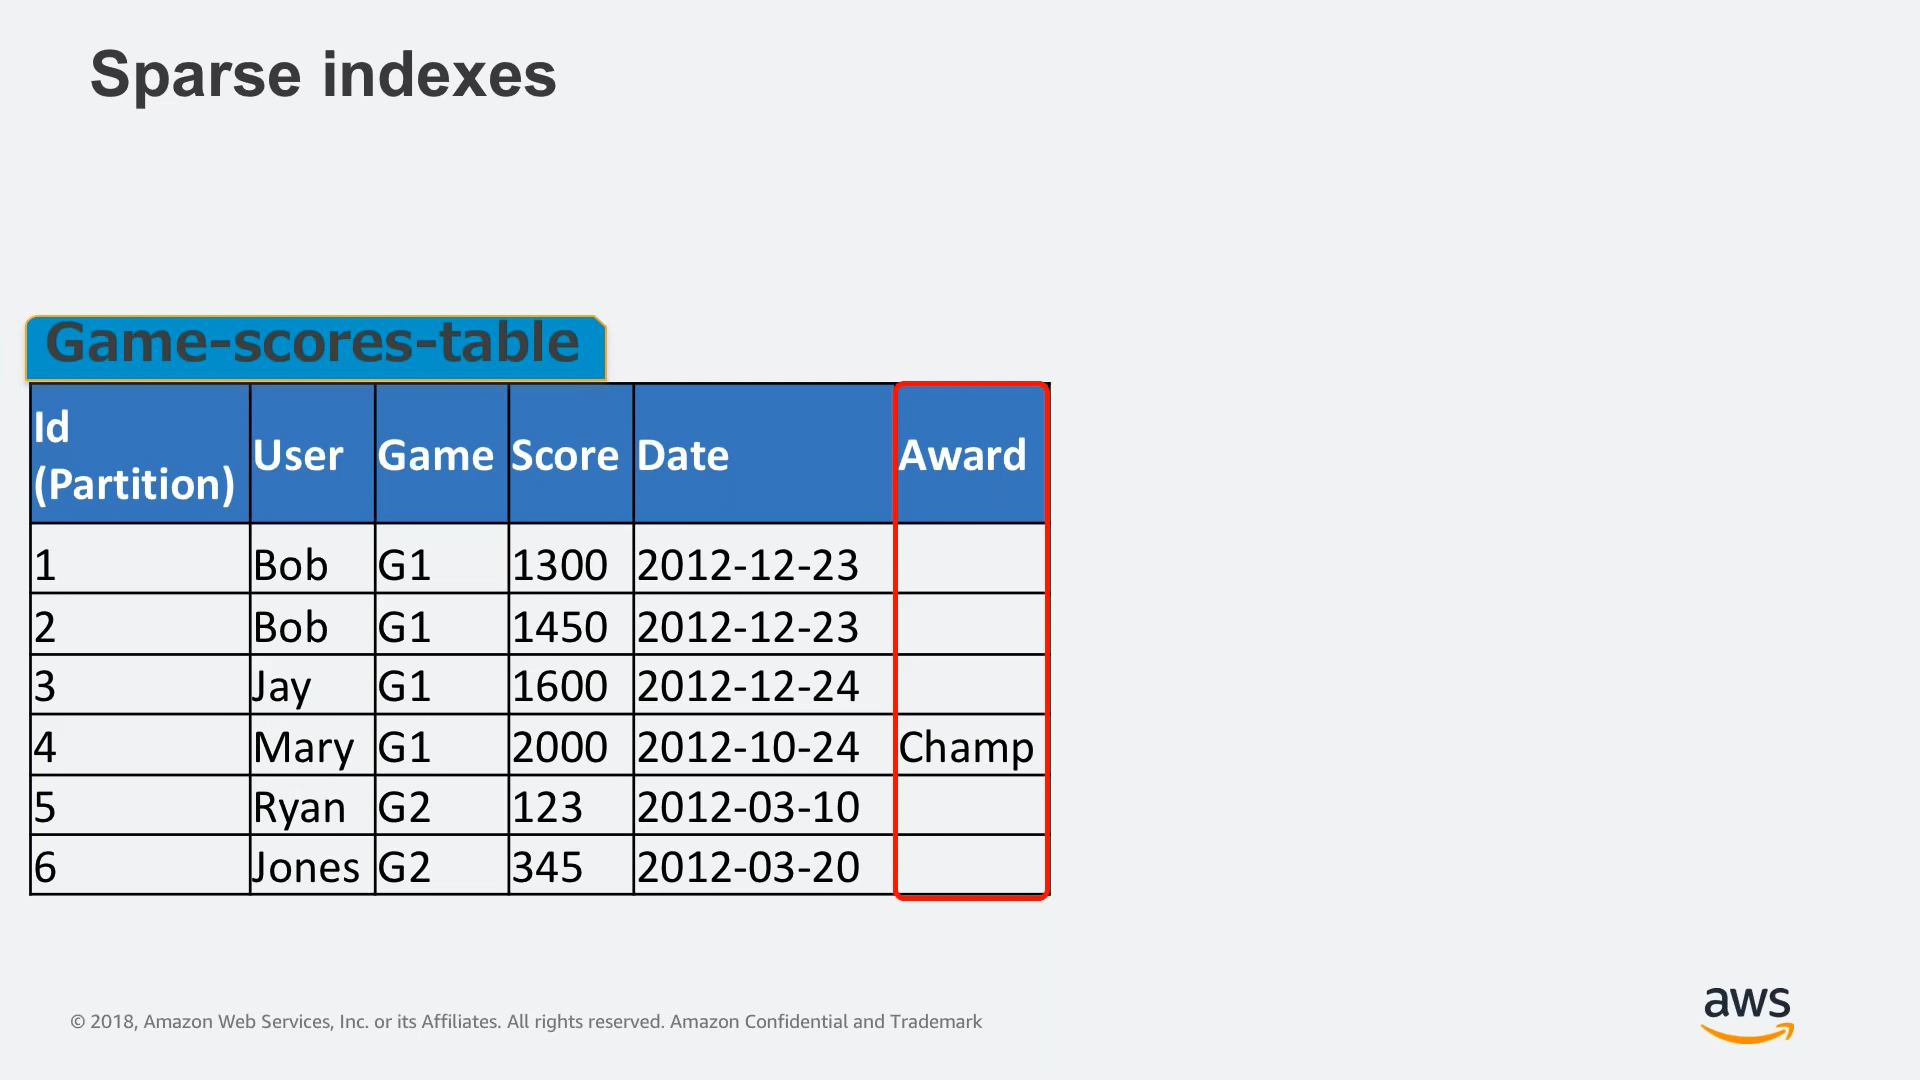 Sparse indexes
Game-scores-table
Id (Partition) User Game Score Date Award
1 Bob G1 1300 2012-12-23
2 Bob G1 1450 2012-12-23
3 Jay G1 1600 2012-12-24
4 Mary G1 2000 2012-10-24 Champ
5 Ryan G2 123 2012-03-10
6 Jones G2 345 2012-03-20
© 2018, Amazon Web Services, Inc. or its Affiliates. All rights reserved. Amazon Confidential and Trademark
aws